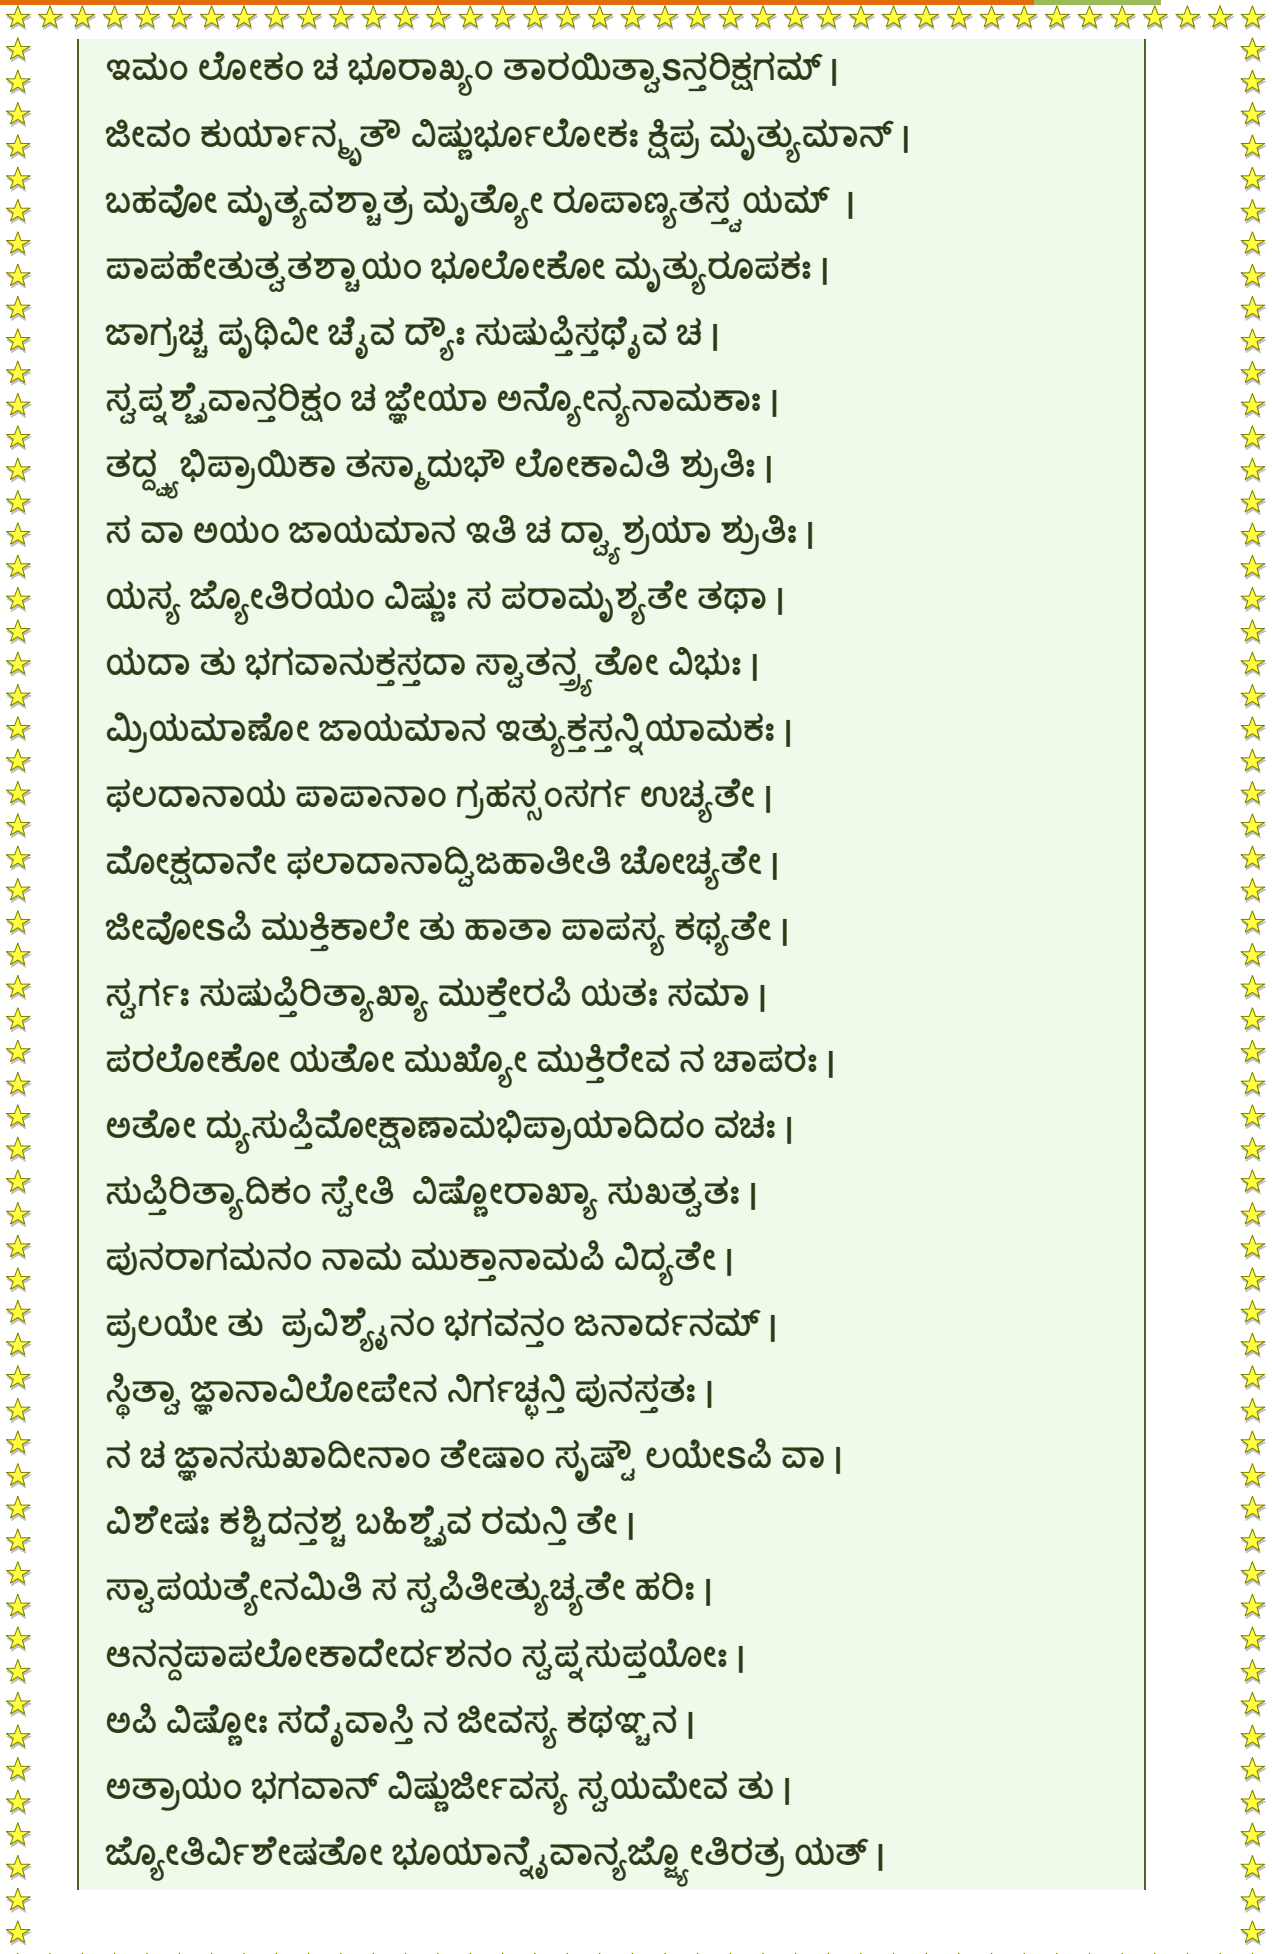 ಇಮಂ ಲೋಕಂ ಚ ಭೂರಾಖ್ಯಂ ತಾರಯಿತ್ವಾSನ್ತರಿಕ್ಷಗಮ್ |
ಜೀವಂ ಕುರ್ಯಾನ್ಮೃತೌ ವಿಷ್ಣುರ್ಭೂಲೋಕಃ ಕ್ಷಿಪ್ರ ಮೃತ್ಯುಮಾನ್ |
ಬಹವೋ ಮೃತ್ಯವಶ್ಚಾತ್ರ ಮೃತ್ಯೋ ರೂಪಾಣ್ಯತಸ್ತ್ವಯಮ್ |
ಪಾಪಹೇತುತ್ವತಶ್ಚಾಯಂ ಭೂಲೋಕೋ ಮೃತ್ಯುರೂಪಕಃ |
ಜಾಗ್ರಚ್ಚ ಪೃಥಿವೀ ಚೈವ ದ್ಯೌಃ ಸುಷುಪ್ತಿಸ್ತಥೈವ ಚ |
ಸ್ವಪ್ನಶ್ಚೈವಾನ್ತರಿಕ್ಷಂ ಚ ಜ್ಞೇಯಾ ಅನ್ಯೋನ್ಯನಾಮಕಾಃ |
ತದ್ದ್ವ್ಯಭಿಪ್ರಾಯಿಕಾ ತಸ್ಮಾದುಭೌ ಲೋಕಾವಿತಿ ಶ್ರುತಿಃ |
ಸ ವಾ ಅಯಂ ಜಾಯಮಾನ ಇತಿ ಚ ದ್ವ್ಯಾಶ್ರಯಾ ಶ್ರುತಿಃ |
ಯಸ್ಯ ಜ್ಯೋತಿರಯಂ ವಿಷ್ಣುಃ ಸ ಪರಾಮೃಶ್ಯತೇ ತಥಾ |
ಯದಾ ತು ಭಗವಾನುಕ್ತಸ್ತದಾ ಸ್ವಾತನ್ತ್ರ್ಯತೋ ವಿಭುಃ |
ಮ್ರಿಯಮಾಣೋ ಜಾಯಮಾನ ಇತ್ಯುಕ್ತಸ್ತನ್ನಿಯಾಮಕಃ |
ಫಲದಾನಾಯ ಪಾಪಾನಾಂ ಗ್ರಹಸ್ಸಂಸರ್ಗ ಉಚ್ಯತೇ |
ಮೋಕ್ಷದಾನೇ ಫಲಾದಾನಾದ್ವಿಜಹಾತೀತಿ ಚೋಚ್ಯತೇ |
ಜೀವೋSಪಿ ಮುಕ್ತಿಕಾಲೇ ತು ಹಾತಾ ಪಾಪಸ್ಯ ಕಥ್ಯತೇ |
ಸ್ವರ್ಗಃ ಸುಷುಪ್ತಿರಿತ್ಯಾಖ್ಯಾ ಮುಕ್ತೇರಪಿ ಯತಃ ಸಮಾ |
ಪರಲೋಕೋ ಯತೋ ಮುಖ್ಯೋ ಮುಕ್ತಿರೇವ ನ ಚಾಪರಃ |
ಅತೋ ದ್ಯುಸುಪ್ತಿಮೋಕ್ಷಾಣಾಮಭಿಪ್ರಾಯಾದಿದಂ ವಚಃ |
ಸುಪ್ತಿರಿತ್ಯಾದಿಕಂ ಸ್ವೇತಿ ವಿಷ್ಣೋರಾಖ್ಯಾ ಸುಖತ್ವತಃ |
ಪುನರಾಗಮನಂ ನಾಮ ಮುಕ್ತಾನಾಮಪಿ ವಿದ್ಯತೇ |
ಪ್ರಲಯೇ ತು ಪ್ರವಿಶ್ಯೈನಂ ಭಗವನ್ತಂ ಜನಾರ್ದನಮ್ |
ಸ್ಥಿತ್ವಾ ಜ್ಞಾನಾವಿಲೋಪೇನ ನಿರ್ಗಚ್ಛನ್ತಿ ಪುನಸ್ತತಃ |
ನ ಚ ಜ್ಞಾನಸುಖಾದೀನಾಂ ತೇಷಾಂ ಸೃಷ್ಟೌ ಲಯೇSಪಿ ವಾ |
ವಿಶೇಷಃ ಕಶ್ಚಿದನ್ತಶ್ಚ ಬಹಿಶ್ಚೈವ ರಮನ್ತಿ ತೇ |
ಸ್ವಾಪಯತ್ಯೇನಮಿತಿ ಸ ಸ್ವಪಿತೀತ್ಯುಚ್ಯತೇ ಹರಿಃ |
ಆನನ್ದಪಾಪಲೋಕಾದೇರ್ದಶನಂ ಸ್ವಪ್ನಸುಪ್ತಯೋಃ |
ಅಪಿ ವಿಷ್ಣೋಃ ಸದೈವಾಸ್ತಿ ನ ಜೀವಸ್ಯ ಕಥಞ್ಚನ |
ಅತ್ರಾಯಂ ಭಗವಾನ್ ವಿಷ್ಣುರ್ಜೀವಸ್ಯ ಸ್ವಯಮೇವ ತು |
ಜ್ಯೋತಿರ್ವಿಶೇಷತೋ ಭೂಯಾನ್ನೈವಾನ್ಯಜ್ಜ್ಯೋತಿರತ್ರ ಯತ್ |